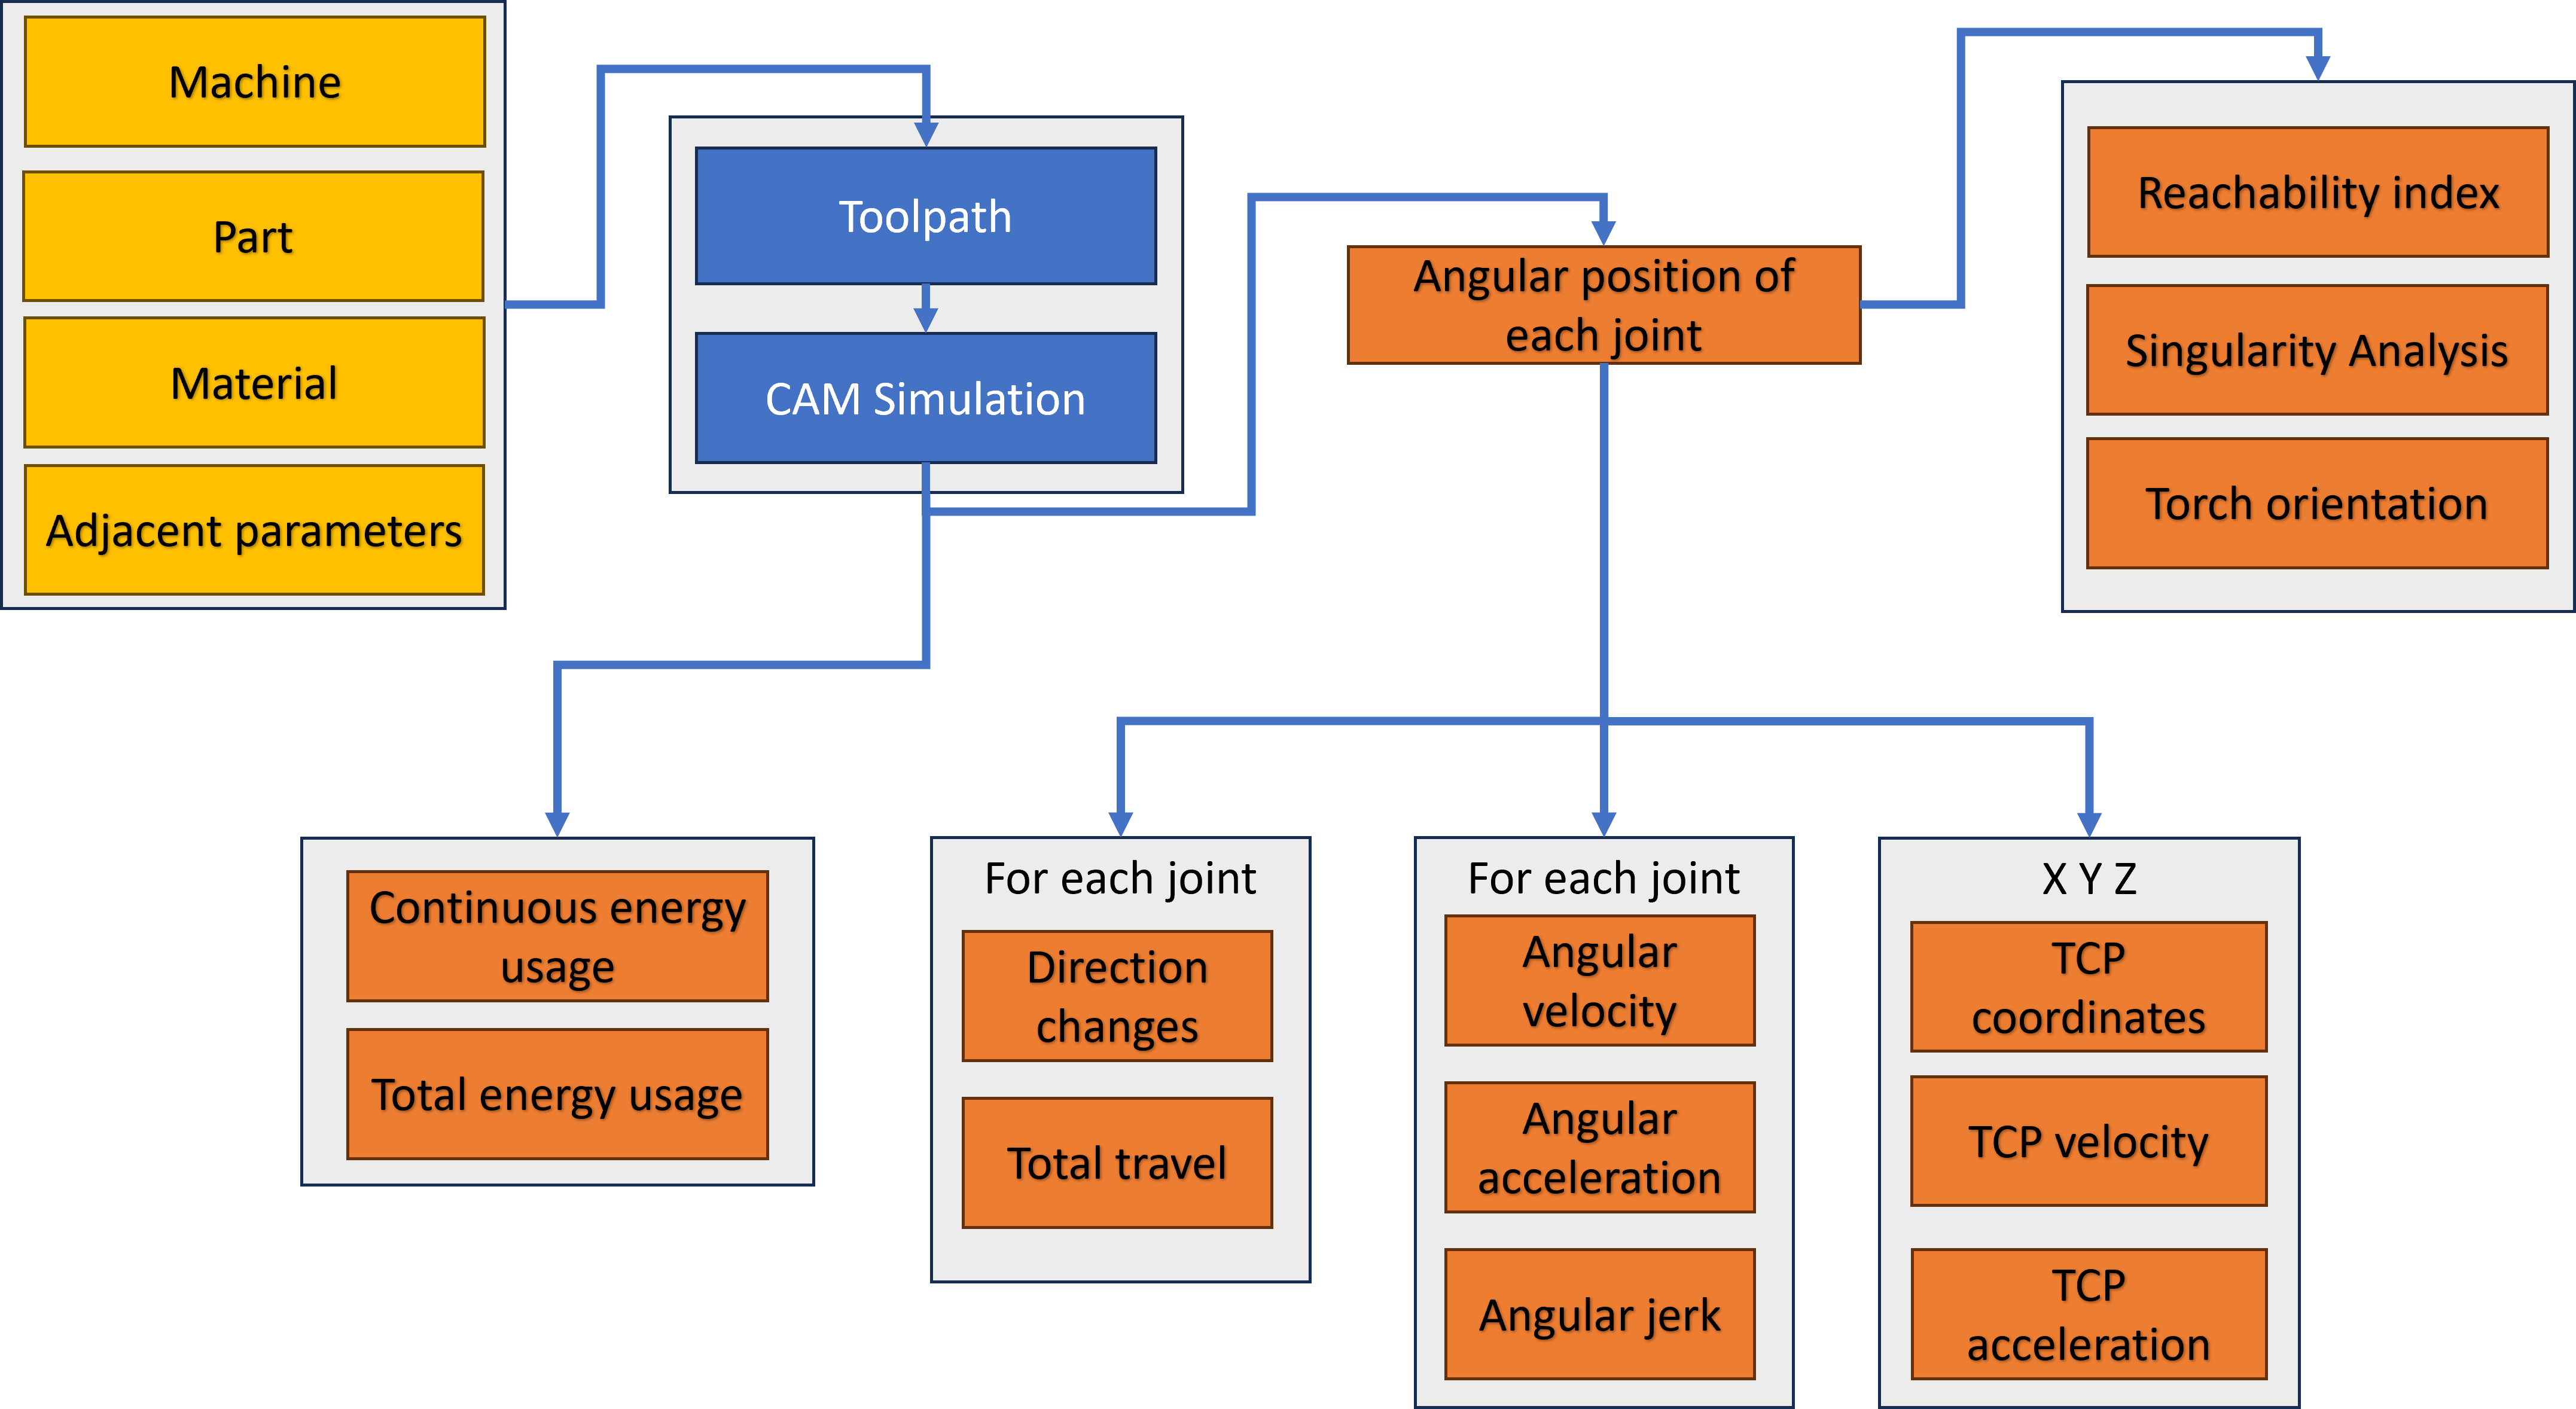 Machine
Part
Material
Adjacent parameters
Toolpath
CAM Simulation
Angular position of
each joint
Reachability index
Singularity Analysis
Torch orientation
Continuous energy
usage
Total energy usage
For each joint
Direction
changes
Total travel
For each joint
Angular
velocity
Angular
acceleration
Angular jerk
X Y Z
TCP
coordinates
TCP velocity
TCP
acceleration